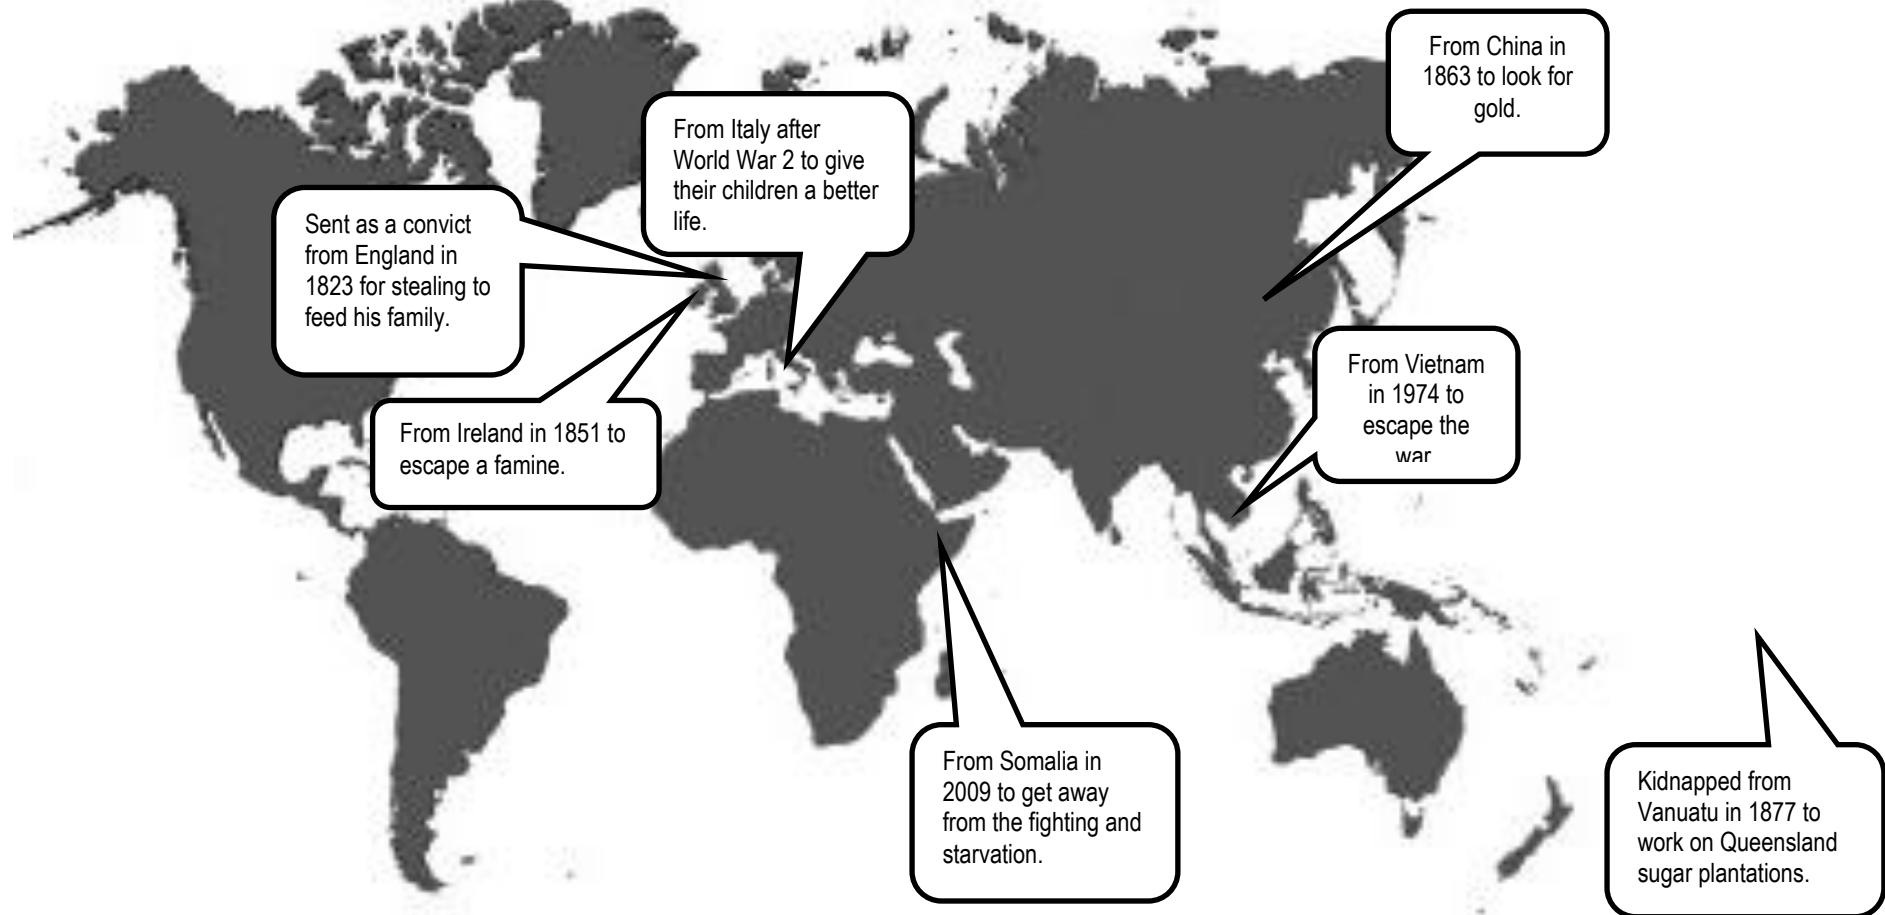 From China in
1863 to look for
gold.
From Italy after
World War 2 to give
their children a better
life.
Sent as a convict
from England in
1823 for stealing to
feed his family.
From Vietnam
in 1974 to
escape the
war
From Ireland in 1851 to
escape a famine.
From Somalia in
2009 to get away
from the fighting and
starvation.
Kidnapped from
Vanuatu in 1877 to
work on Queensland
sugar plantations.